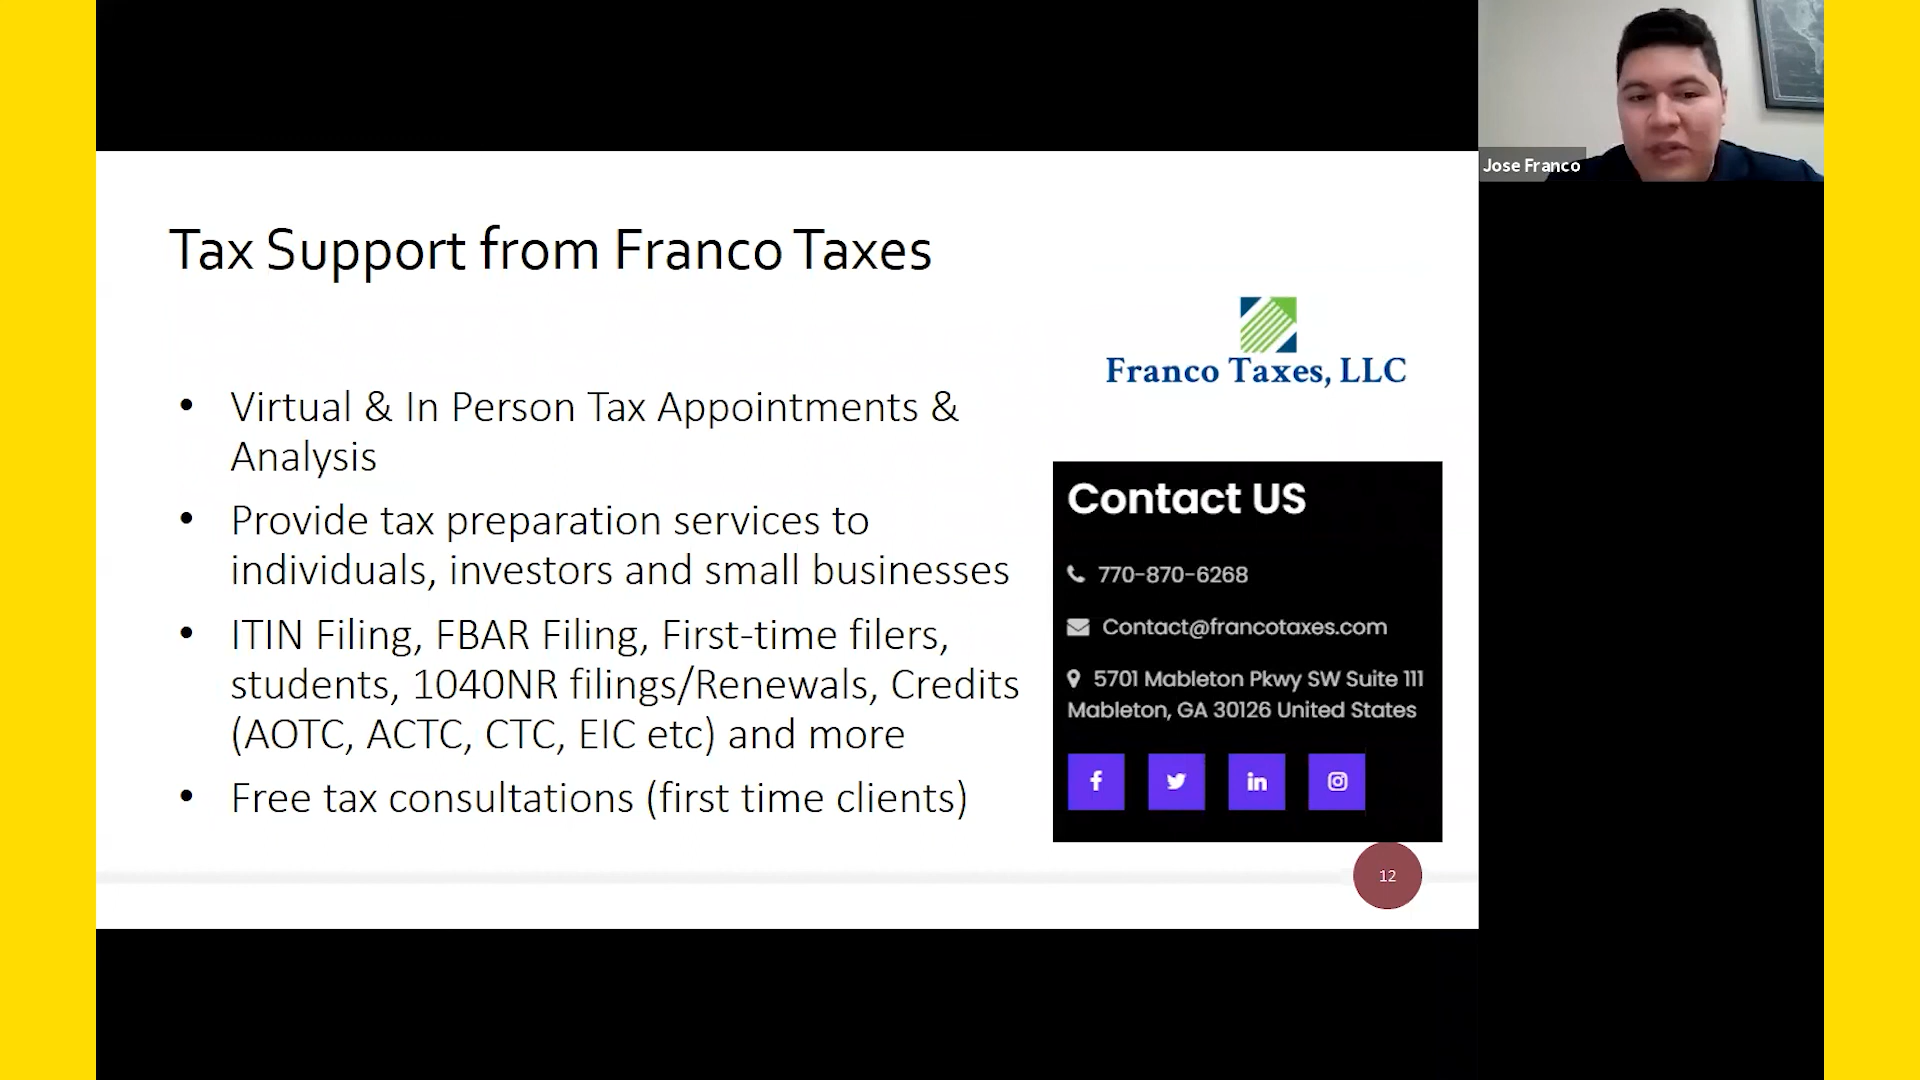 Jose Franco
Tax Support from Franco Taxes
• Virtual & In Person Tax Appointments &
Analysis
• Provide tax preparation services to
individuals, investors and small businesses
• ITIN Filing, FBAR Filing, First-time filers,
students, 1040NR filings/Renewals, Credits
(AOTC, ACTC, CTC, EIC etc) and more
• Free tax consultations (first time clients)
Franco Taxes, LLC
Contact US
770-870-6268
Contact@francotaxes.com
5701 Mableton Pkwy SW Suite 111
Mableton, GA 30126 United States
12